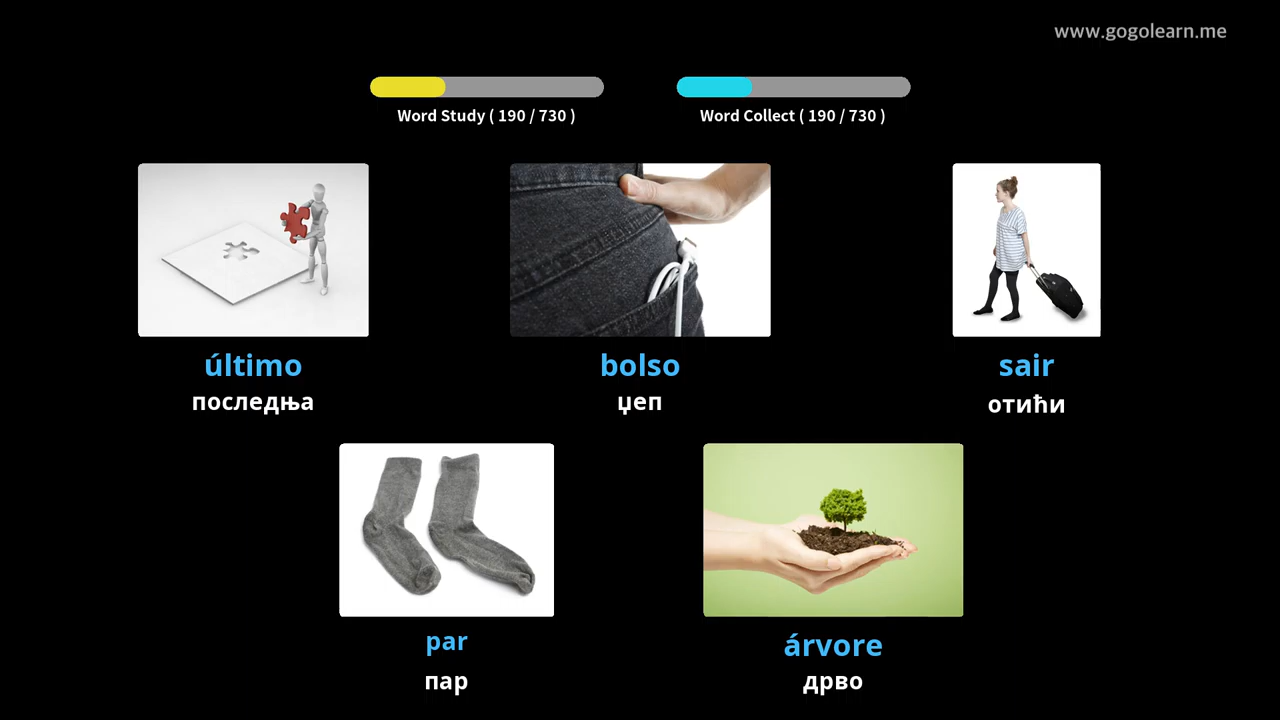 www.gogolearn.me
Word Study ( 190 / 730 )
Word Collect ( 190 / 730 )
último
последња
bolso
џеп
sair
отићи
par
пар
árvore
дрво